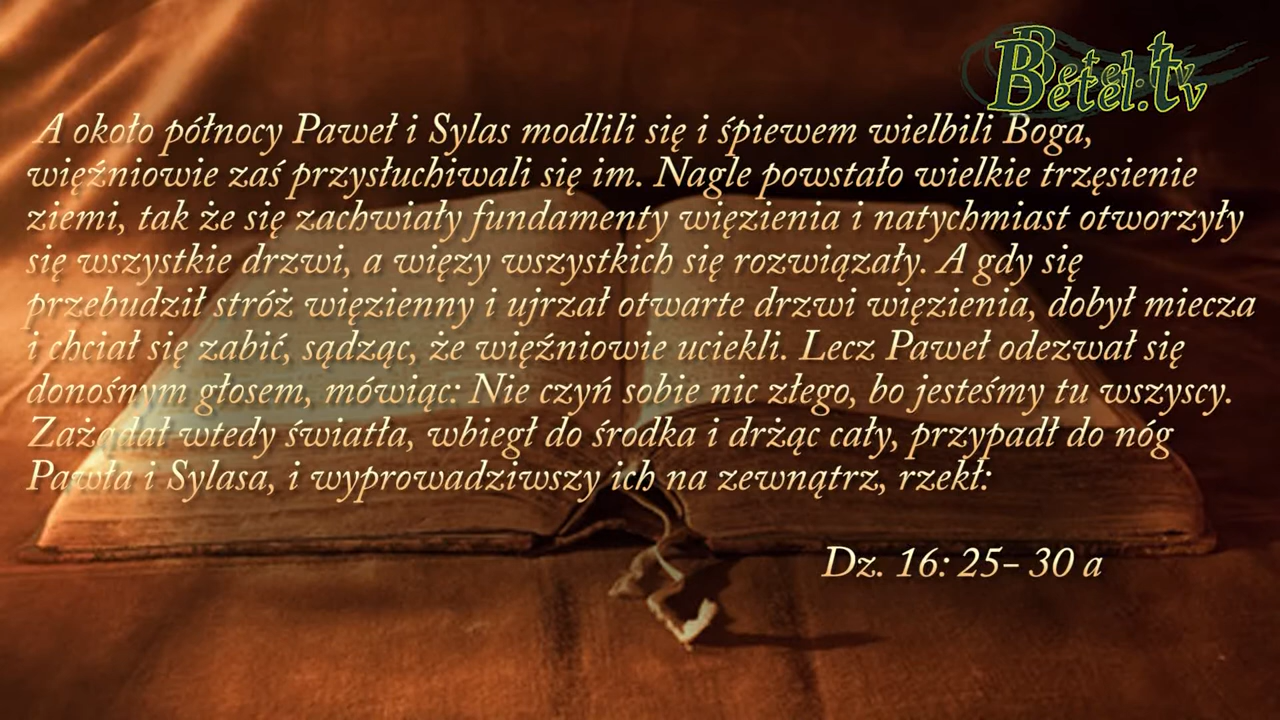 Betel.tv
A około północy Paweł i Sylas modlili się i śpiewem wielbili Boga,
więźniowie zaś przysłuchiwali się im. Nagle powstało wielkie trzęsienie
ziemi, tak że się zachwiały fundamenty więzienia i natychmiast otworzyły
się wszystkie drzwi, a więzy wszystkich się rozwiązały. A gdy się
przebudził stróż więzienny i ujrzał otwarte drzwi więzienia, dobył miecza
i chciał się zabić, sądząc, że więźniowie uciekli. Lecz Paweł odezwał się
donośnym głosem, mówiąc: Nie czyń sobie nic złego, bo jesteśmy tu wszyscy.
Zażądał wtedy światła, wbiegł do środka i drżąc cały, przypadł do nóg
Pawła i Sylasa, i wyprowadziwszy ich na zewnątrz, rzekł:
Dz. 16: 25- 30 a